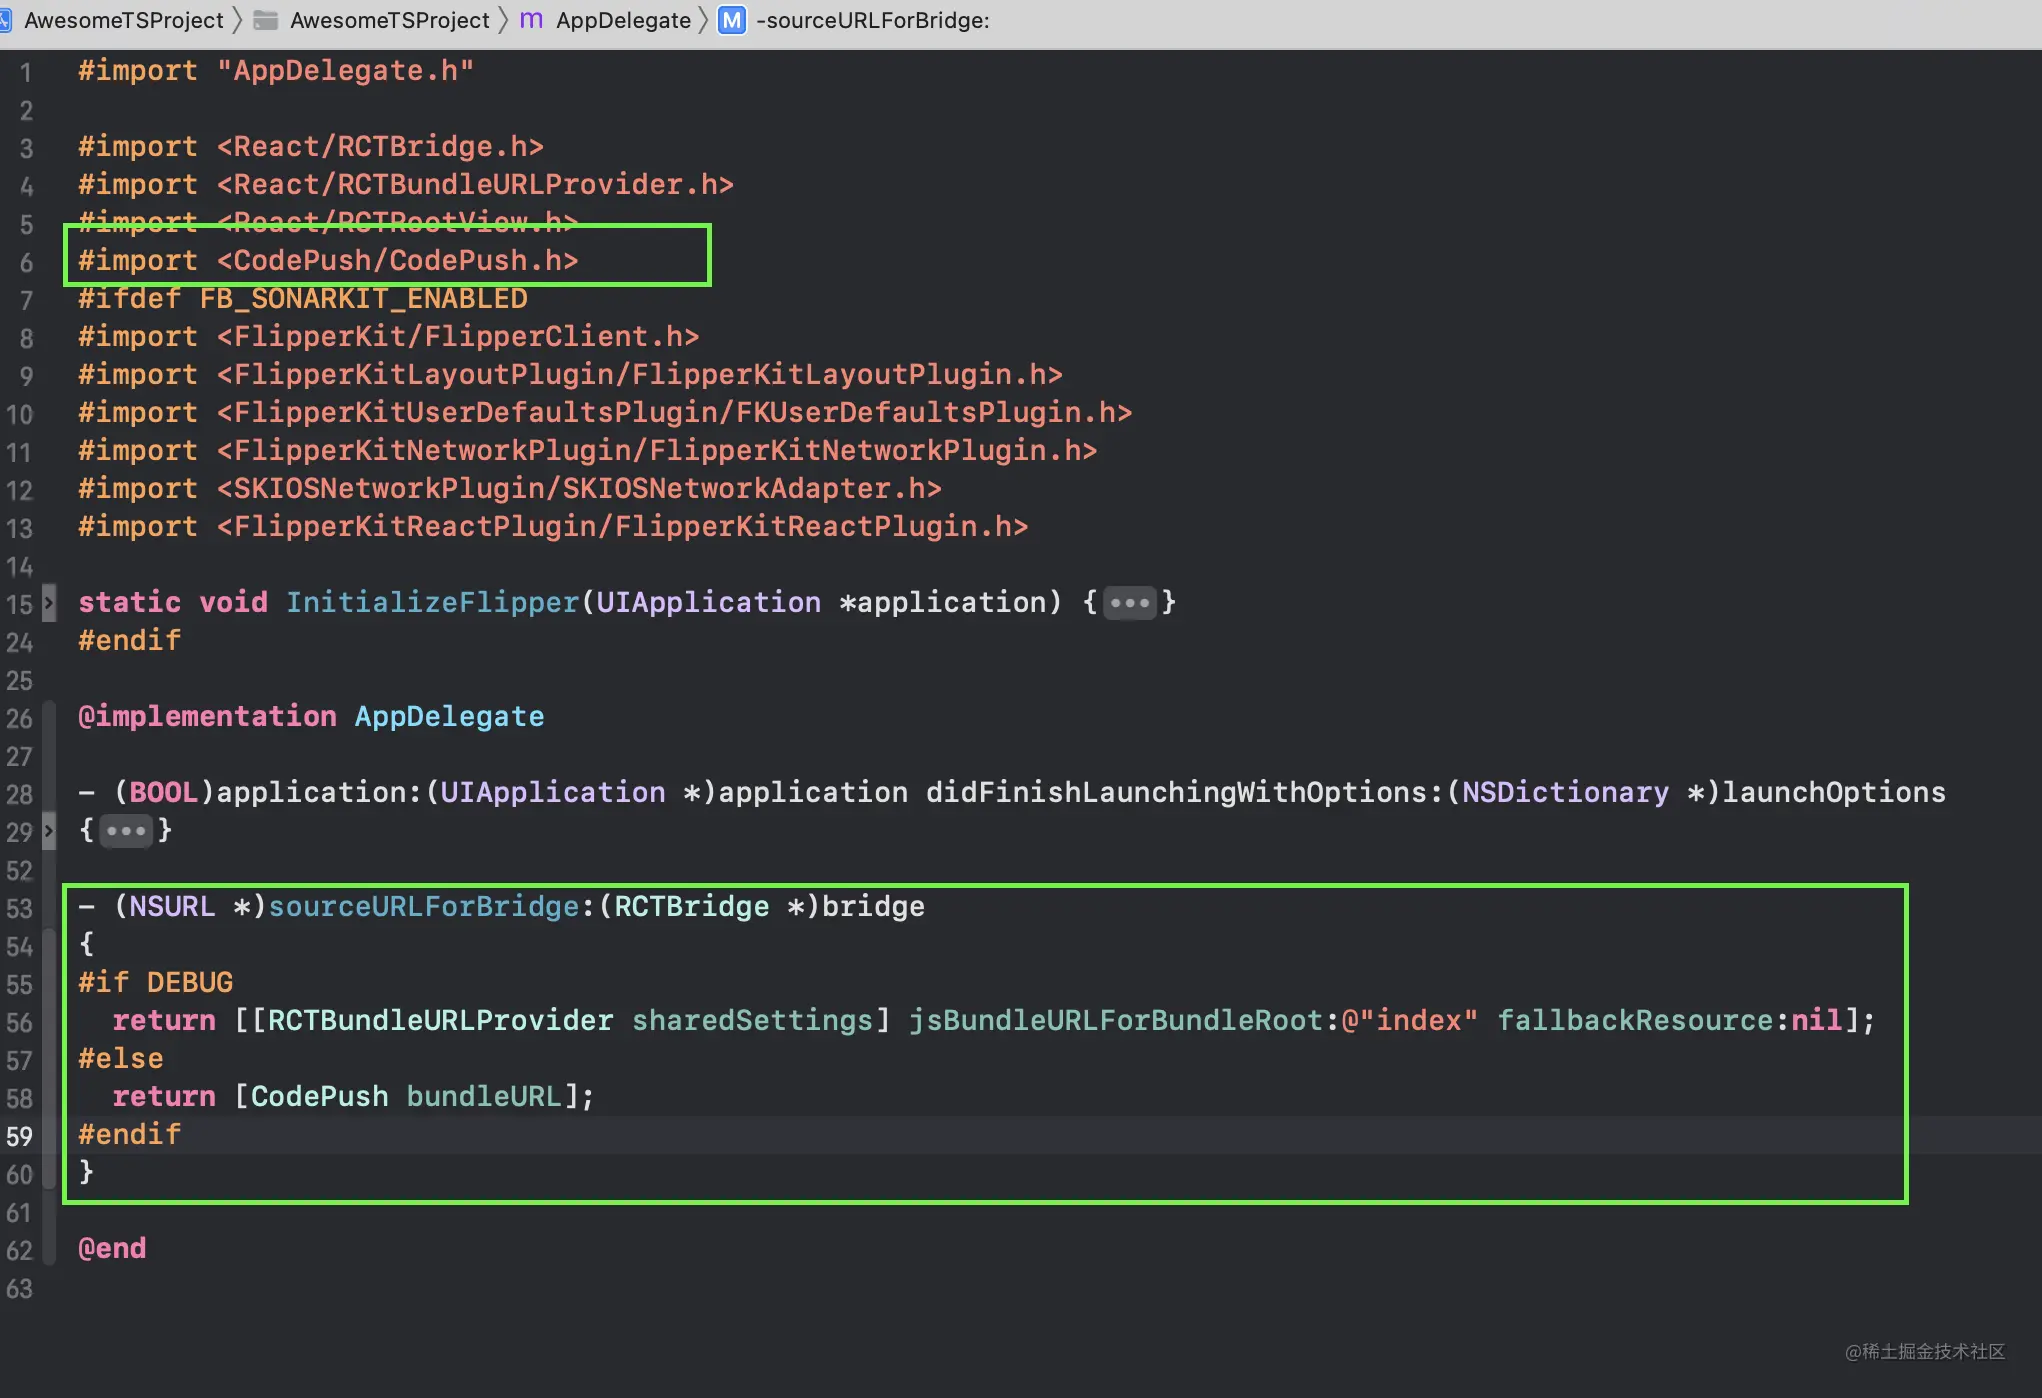 AwesomeTSProject 〉 AwesomeTSProject 〉 m AppDelegate 〉 M -sourceURLForBridge:
1 #import "AppDelegate.h"
2
3 #import <React/RCTBridge.h>
4 #import <React/RCTBundleURLProvider.h>
5 #import <React/RCTRootView.h>
6 #import <CodePush/CodePush.h>
7 #ifdef FB_SONARKIT_ENABLED
8 #import <FlipperKit/FlipperClient.h>
9 #import <FlipperKitLayoutPlugin/FlipperKitLayoutPlugin.h>
10 #import <FlipperKitUserDefaultsPlugin/FKUserDefaultsPlugin.h>
11 #import <FlipperKitNetworkPlugin/FlipperKitNetworkPlugin.h>
12 #import <SKIOSNetworkPlugin/SKIOSNetworkAdapter.h>
13 #import <FlipperKitReactPlugin/FlipperKitReactPlugin.h>
14
15 static void InitializeFlipper(UIApplication *application) {•••}
24 #endif
25
26 @implementation AppDelegate
27
28 - (BOOL)application:(UIApplication *)application didFinishLaunchingWithOptions:(NSDictionary *)launchOptions
29 {•••}
52
53 - (NSURL *)sourceURLForBridge:(RCTBridge *)bridge
54 {
55 #if DEBUG
56 return [[RCTBundleURLProvider sharedSettings] jsBundleURLForBundleRoot:@"index" fallbackResource:nil];
57 #else
58 return [CodePush bundleURL];
59 #endif
60 }
61
62 @end
63
@稀土掘金技术社区